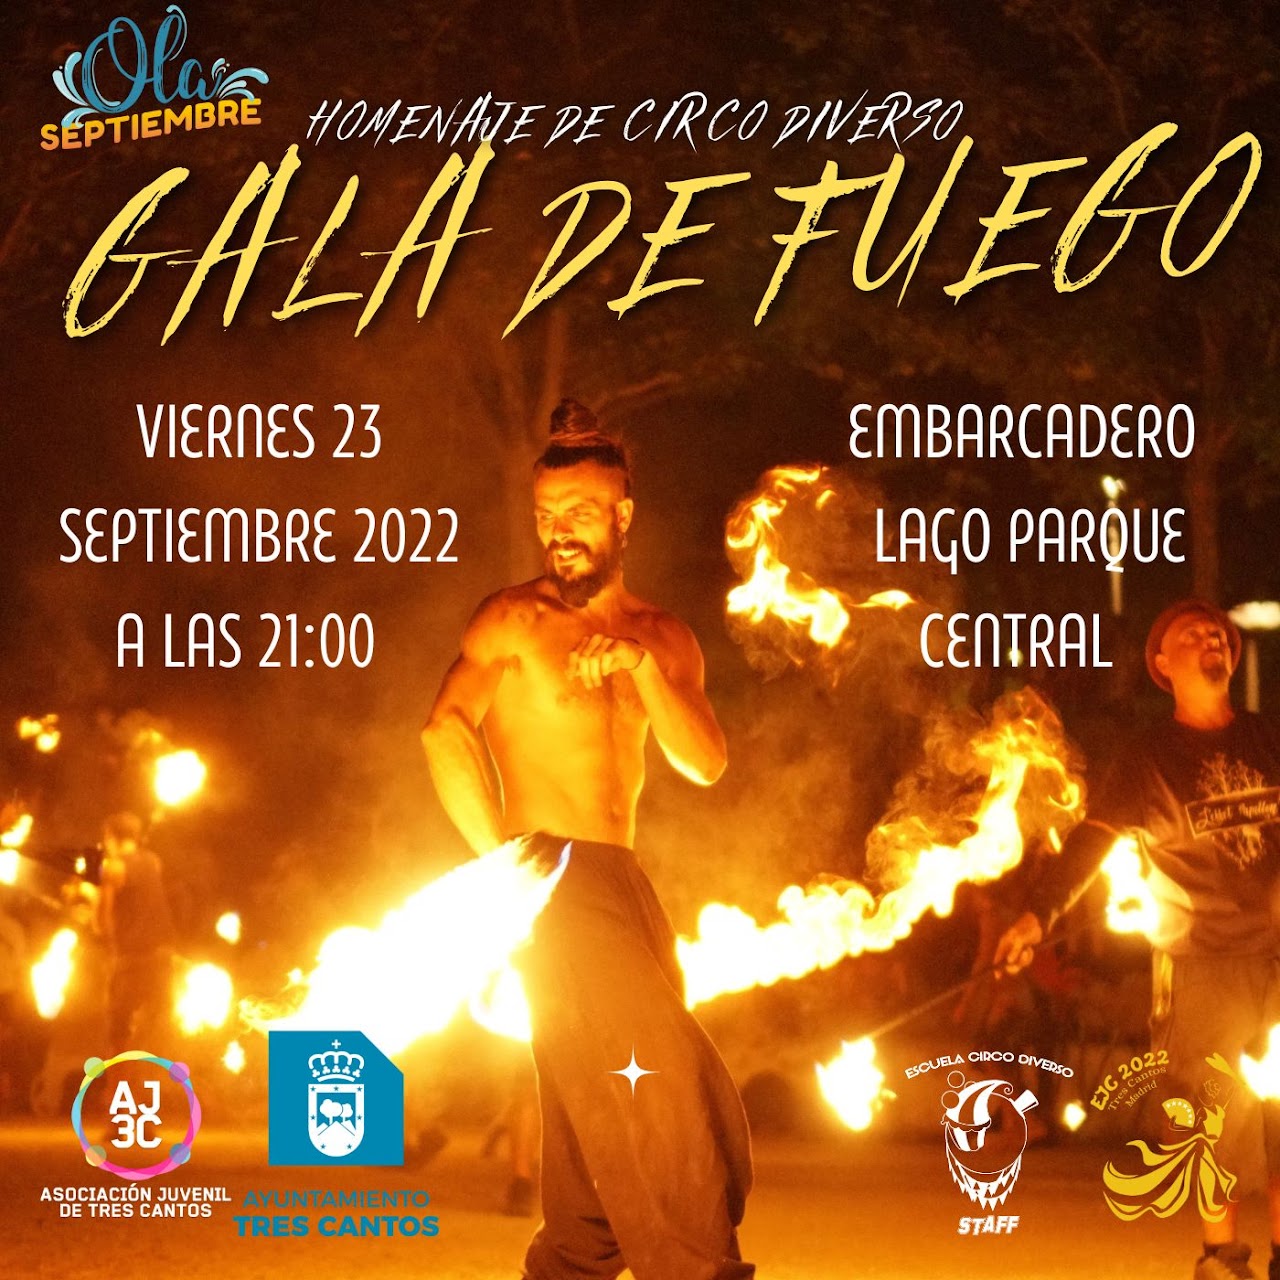 Ola
SEPTIEMBRE
HOMENAJE DE CIRCO DIVERSO
GALA DE FUEGO
VIERNES 23
SEPTIEMBRE 2022
A LAS 21:00
EMBARCADERO
LAGO PARQUE
CENTRAL
AJ
3C
ASOCIACIÓN JUVENIL
DE TRES CANTOS
AYUNTAMIENTO
TRES CANTOS
ESCUELA CIRCO DIVERSO
STAFF
EJC 2022
Tres Cantos
Madrid